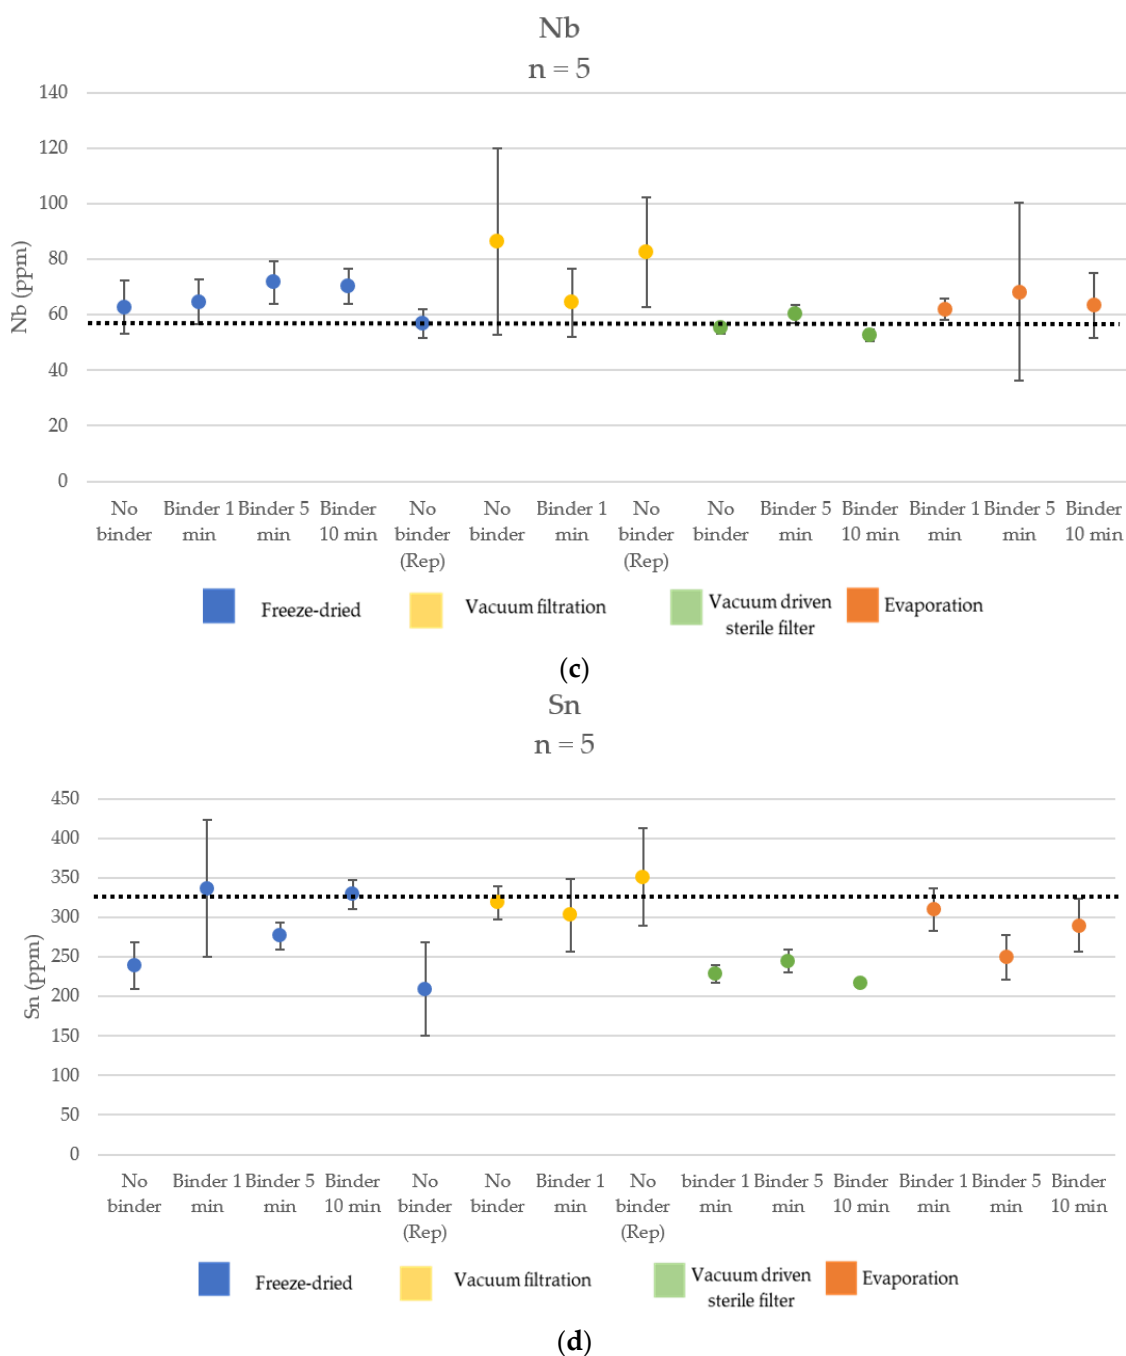 Nb
n = 5
140
120
100
80
60
40
20
0
Nb (ppm)
No Binder 1 Binder 5 Binder No No Binder 1 No No Binder 5 Binder Binder 1 Binder 5 Binder
binder min min 10 min binder binder min binder binder min 10 min min min 10 min
(Rep) (Rep)
Freeze-dried
Vacuum filtration
Vacuum driven
sterile filter
Evaporation
(c)
Sn
n = 5
450
400
350
300
250
200
150
100
50
0
Sn (ppm)
No Binder 1 Binder 5 Binder No No Binder 1 No binder 1 Binder 5 Binder Binder 1 Binder 5 Binder
binder min min 10 min binder binder min binder min min 10 min min min 10 min
(Rep) (Rep)
Freeze-dried
Vacuum filtration
Vacuum driven
sterile filter
Evaporation
(d)